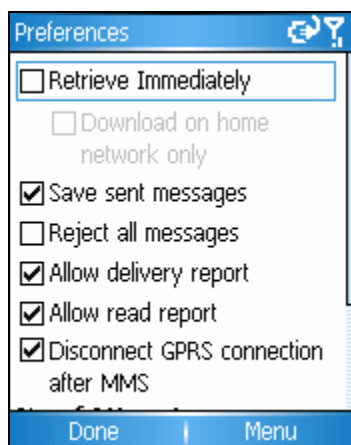 Preferences
Retrieve Immediately
Download on home
network only
Save sent messages
Reject all messages
Allow delivery report
Allow read report
Disconnect GPRS connection
after MMS
Done
Menu